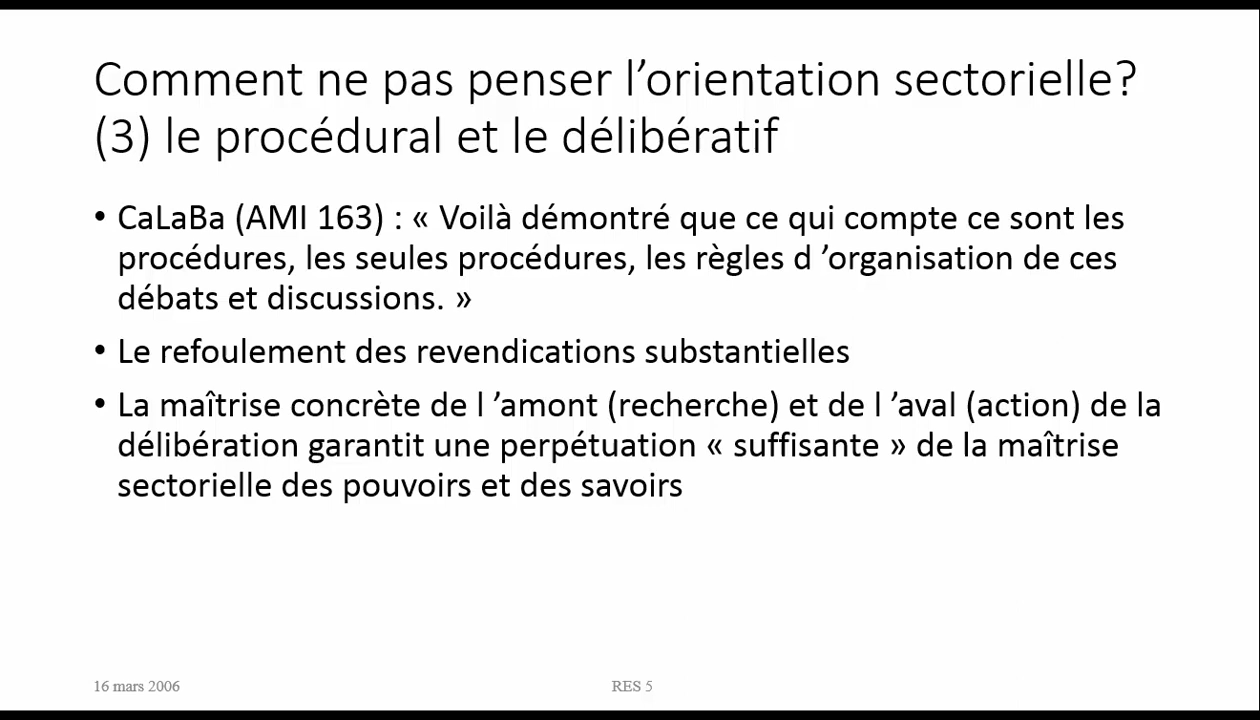 Comment ne pas penser l’orientation sectorielle?
(3) le procédural et le délibératif
• CaLaBa (AMI 163) : « Voilà démontré que ce qui compte ce sont les
procédures, les seules procédures, les règles d ’organisation de ces
débats et discussions. »
• Le refoulement des revendications substantielles
• La maîtrise concrète de l ’amont (recherche) et de l ’aval (action) de la
délibération garantit une perpétuation « suffisante » de la maîtrise
sectorielle des pouvoirs et des savoirs
16 mars 2006
RES 5